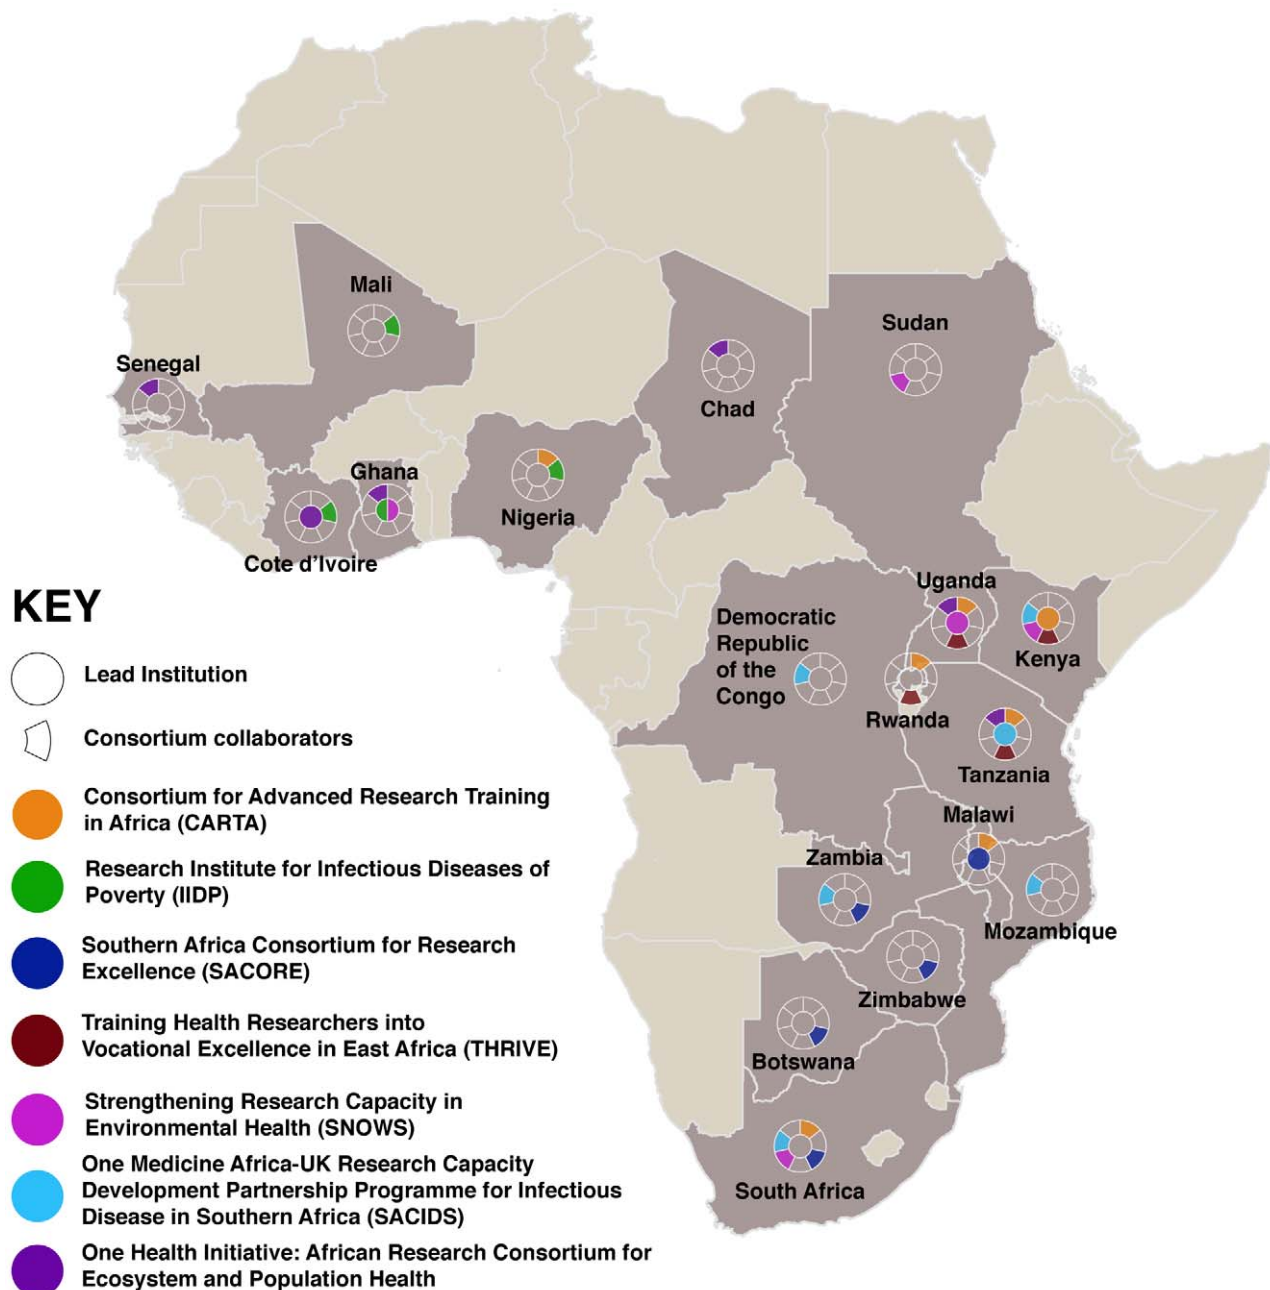 Mali
Sudan
Senegal
Chad
Ghana
Nigeria
Cote d'Ivoire
Uganda
Democratic
Republic
of the
Congo
Kenya
Rwanda
Tanzania
Malawi
Zambia
Mozambique
Zimbabwe
Botswana
South Africa
KEY
Lead Institution
Consortium collaborators
Consortium for Advanced Research Training
in Africa (CARTA)
Research Institute for Infectious Diseases of
Poverty (IIDP)
Southern Africa Consortium for Research
Excellence (SACORE)
Training Health Researchers into
Vocational Excellence in East Africa (THRIVE)
Strengthening Research Capacity in
Environmental Health (SNOWS)
One Medicine Africa-UK Research Capacity
Development Partnership Programme for Infectious
Disease in Southern Africa (SACIDS)
One Health Initiative: African Research Consortium for
Ecosystem and Population Health